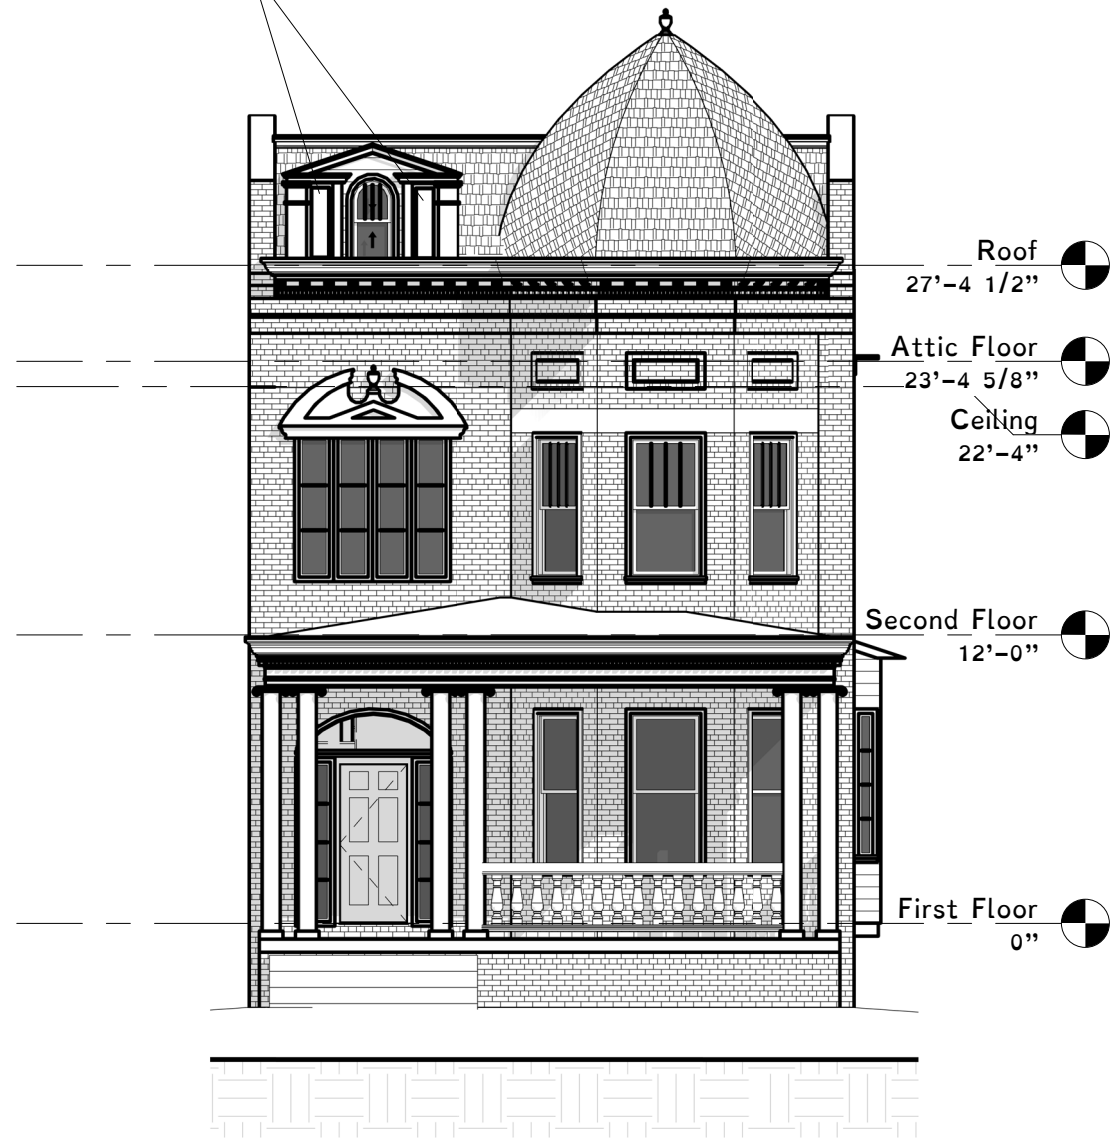 Roof
27'-4 1/2"
Attic Floor
23'-4 5/8"
Ceiling
22'-4"
Second Floor
12'-0"
First Floor
0"